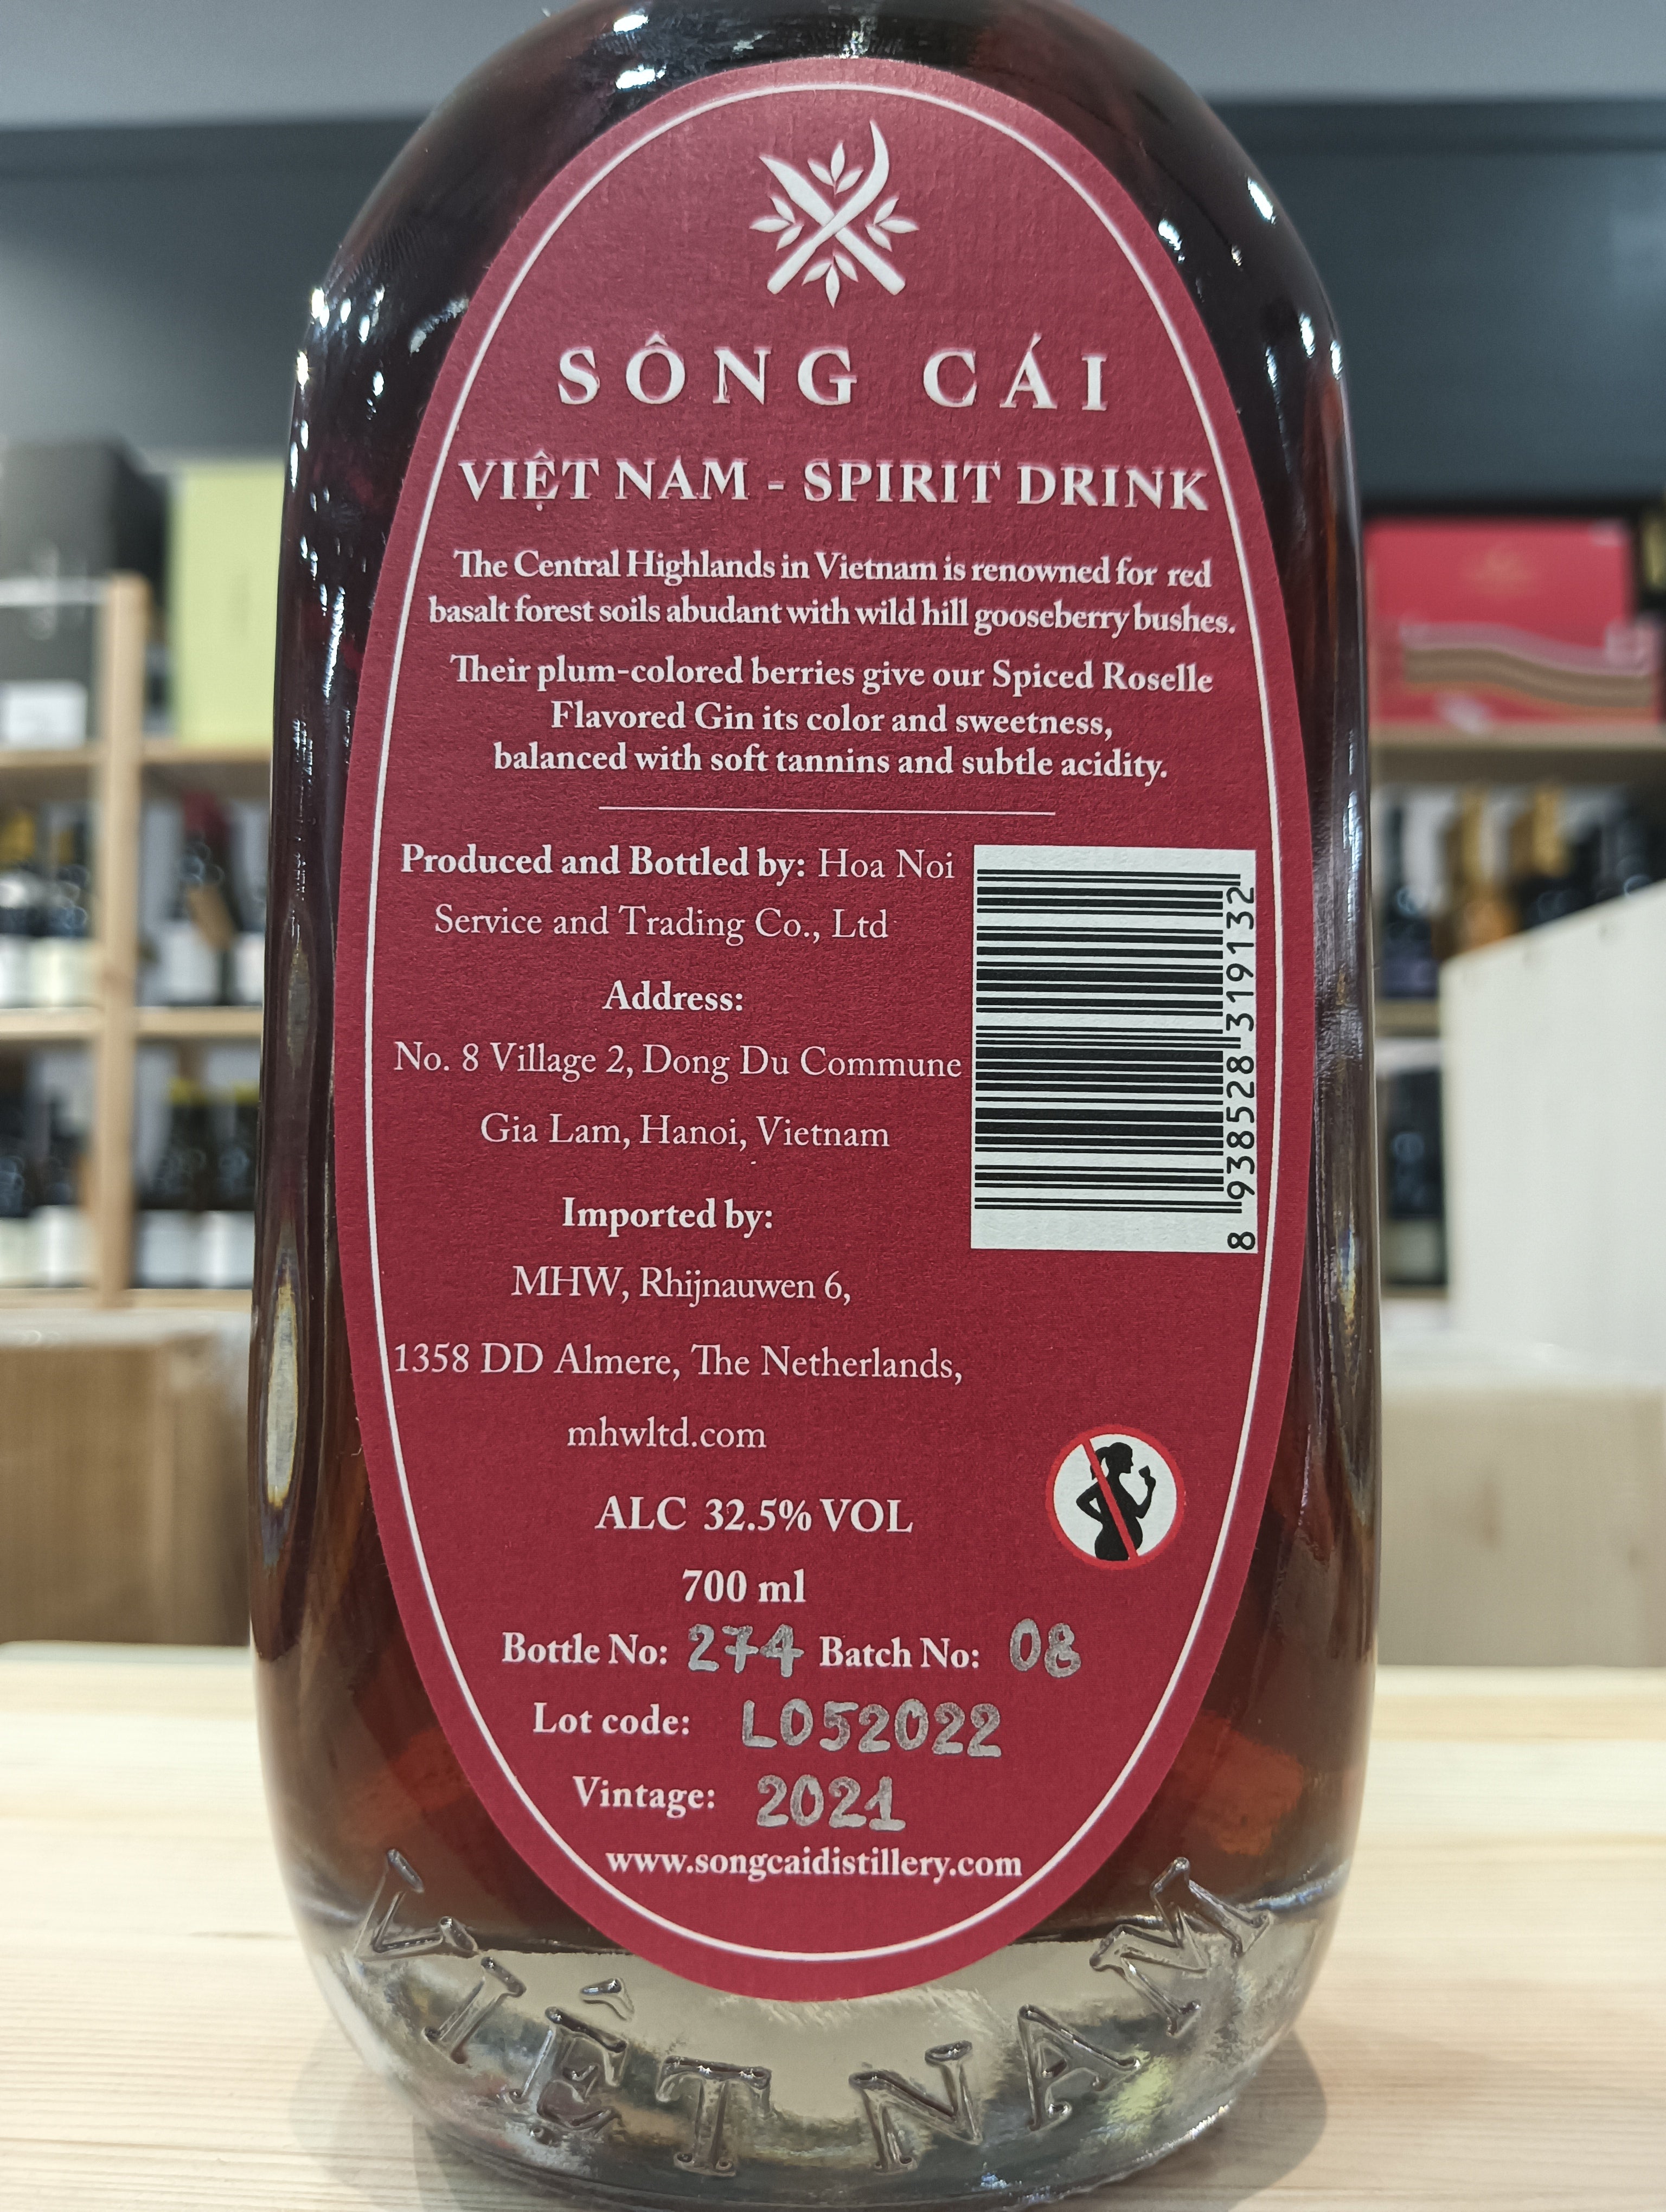 SÔNG CÁI
VIỆT NAM - SPIRIT DRINK
The Central Highlands in Vietnam is renowned for red
basalt forest soils abudant with wild hill gooseberry bushes.
Their plum-colored berries give our Spiced Roselle
Flavored Gin its color and sweetness,
balanced with soft tannins and subtle acidity.
Produced and Bottled by: Hoa Noi
Service and Trading Co., Ltd
Address:
No. 8 Village 2, Dong Du Commune
Gia Lam, Hanoi, Vietnam
8 938528 319132
Imported by:
MHW, Rhijnauwen 6,
1358 DD Almere, The Netherlands,
mhwltd.com
ALC 32.5% VOL
700 ml
Bottle No: 274 Batch No: 08
Lot code: L052022
Vintage: 2021
www.songcaidistillery.com
VIỆT NAM